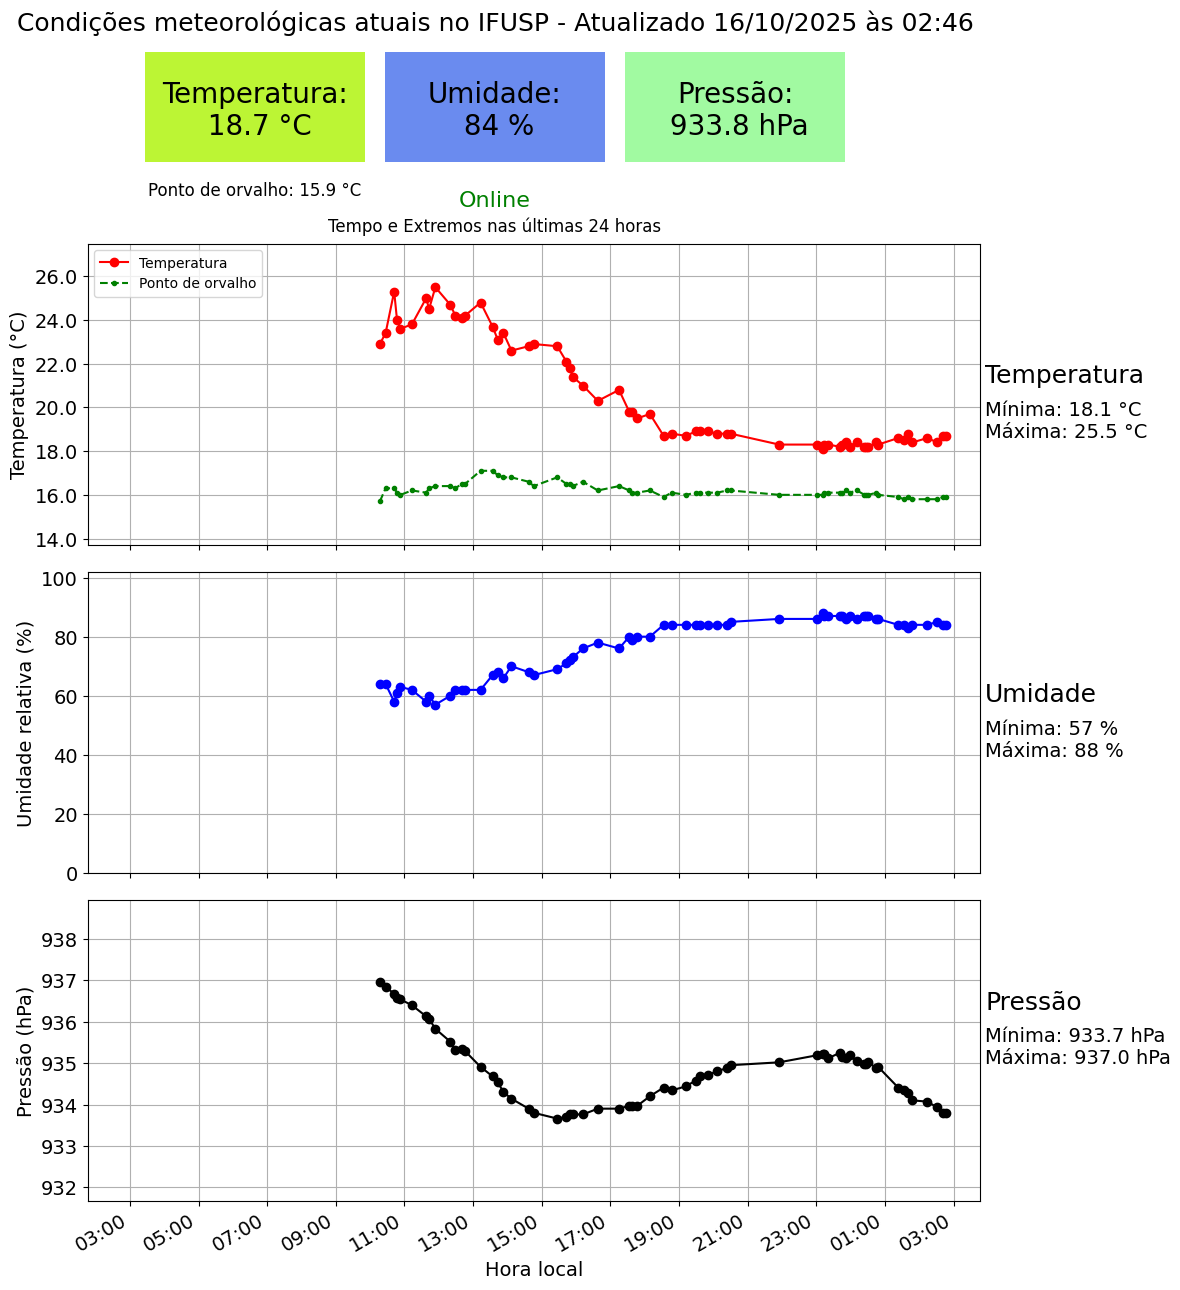 Condições meteorológicas atuais no IFUSP - Atualizado 16/10/2025 às 02:46
Temperatura:
18.7 °C
Umidade:
84 %
Pressão:
933.8 hPa
Ponto de orvalho: 15.9 °C
Online
Tempo e Extremos nas últimas 24 horas
Temperatura
Ponto de orvalho
Temperatura (°C)
26.0
24.0
22.0
20.0
18.0
16.0
14.0
Temperatura
Mínima: 18.1 °C
Máxima: 25.5 °C
Umidade relativa (%)
100
80
60
40
20
0
Umidade
Mínima: 57 %
Máxima: 88 %
Pressão (hPa)
938
937
936
935
934
933
932
Pressão
Mínima: 933.7 hPa
Máxima: 937.0 hPa
03:00 05:00 07:00 09:00 11:00 13:00 15:00 17:00 19:00 21:00 23:00 01:00 03:00
Hora local